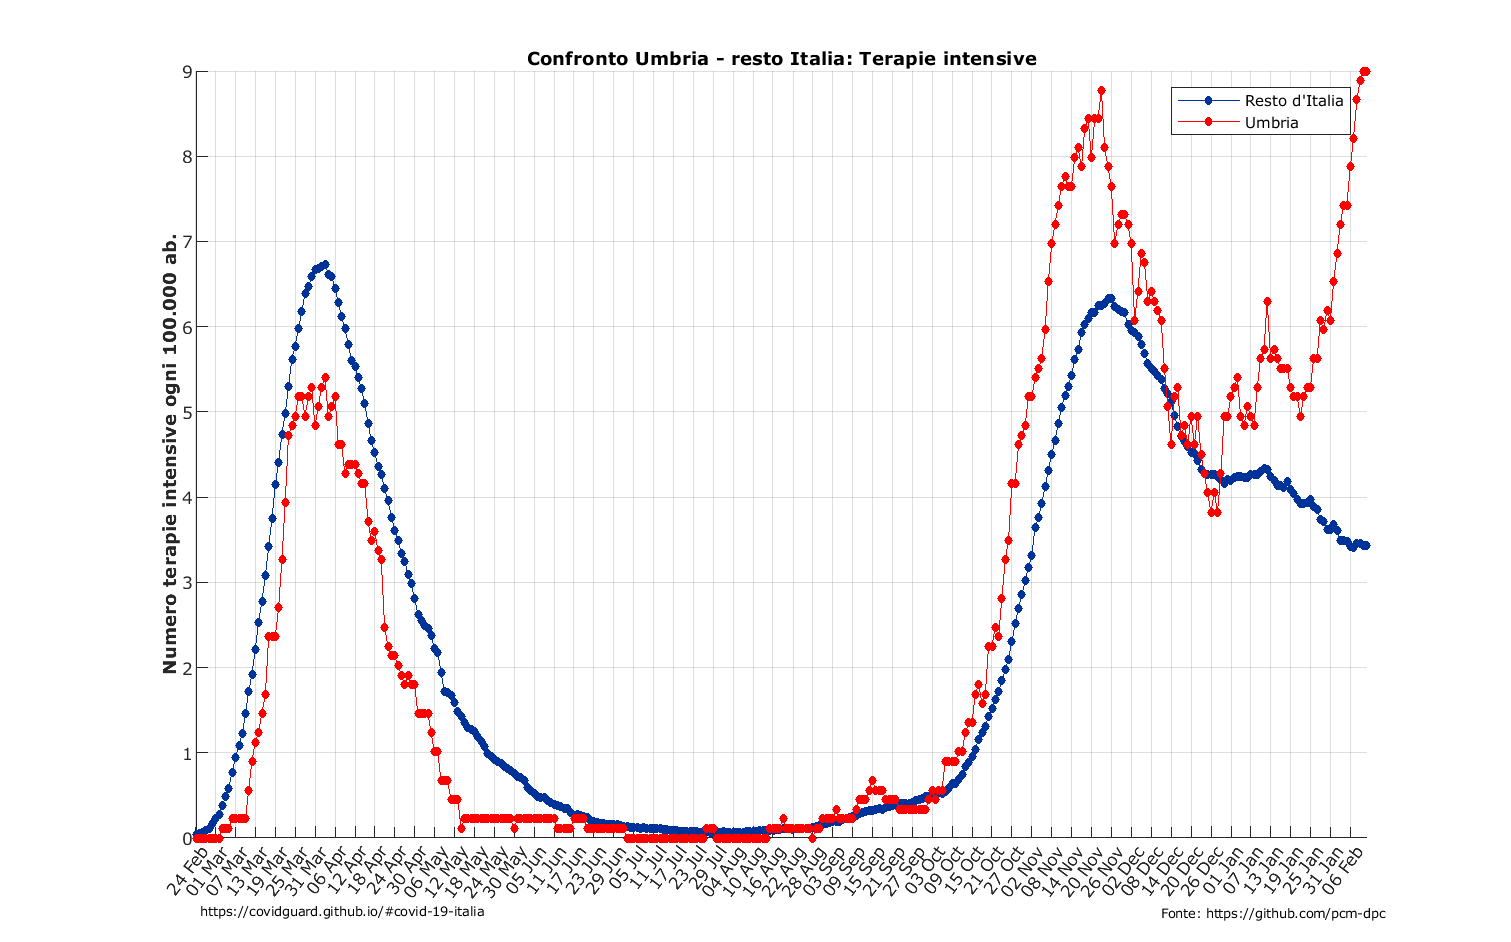 Confronto Umbria - resto Italia: Terapie intensive
Resto d'Italia
Umbria
Numero terapie intensive ogni 100.000 ab.
9
8
7
6
5
4
3
2
1
0
24 Feb
01 Mar
07 Mar
13 Mar
19 Mar
25 Mar
31 Mar
06 Apr
12 Apr
18 Apr
24 Apr
30 Apr
06 May
12 May
18 May
24 May
30 May
05 Jun
11 Jun
17 Jun
23 Jun
29 Jun
05 Jul
11 Jul
17 Jul
23 Jul
29 Jul
04 Aug
10 Aug
16 Aug
22 Aug
28 Aug
03 Sep
09 Sep
15 Sep
21 Sep
27 Sep
03 Oct
09 Oct
15 Oct
21 Oct
27 Oct
02 Nov
08 Nov
14 Nov
20 Nov
26 Nov
02 Dec
08 Dec
14 Dec
20 Dec
26 Dec
01 Jan
07 Jan
13 Jan
19 Jan
25 Jan
31 Jan
06 Feb
https://covidguard.github.io/#covid-19-italia
Fonte: https://github.com/pcm-dpc